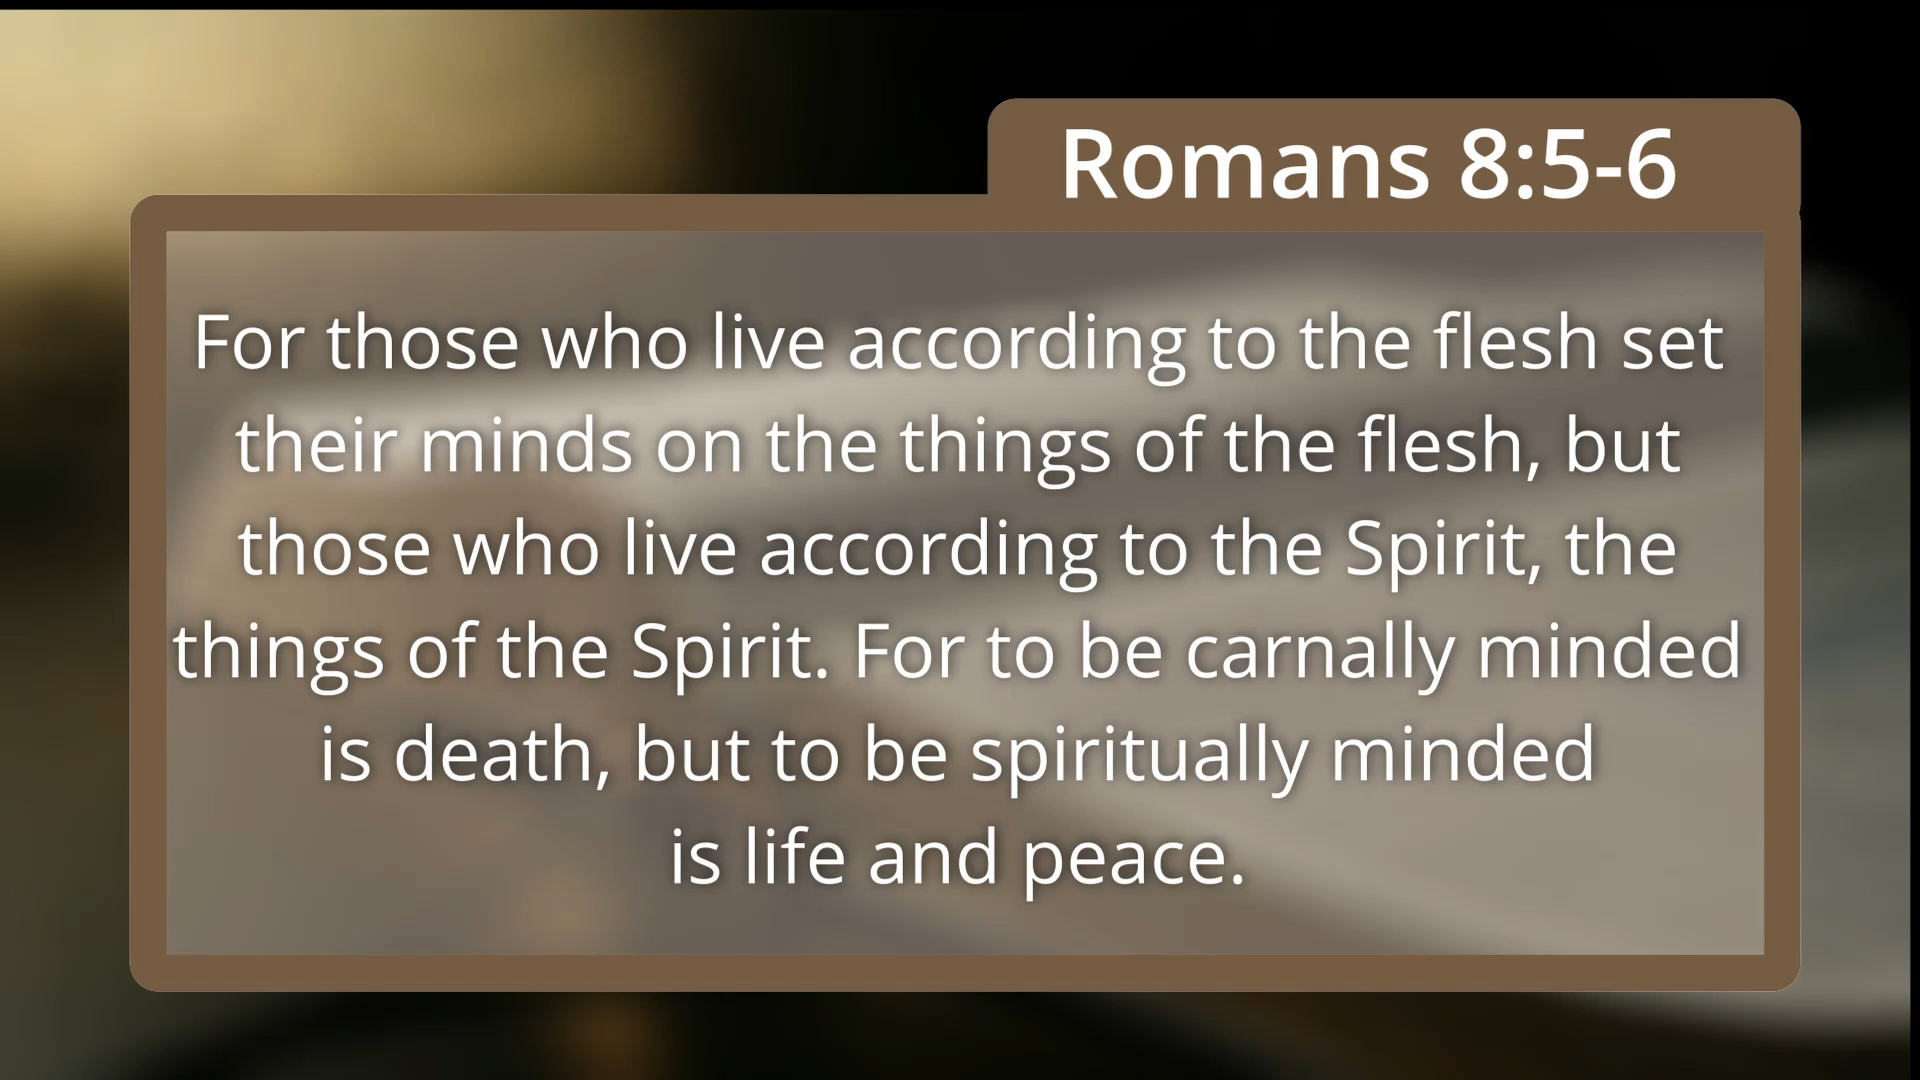 Romans 8:5-6
For those who live according to the flesh set
their minds on the things of the flesh, but
those who live according to the Spirit, the
things of the Spirit. For to be carnally minded
is death, but to be spiritually minded
is life and peace.